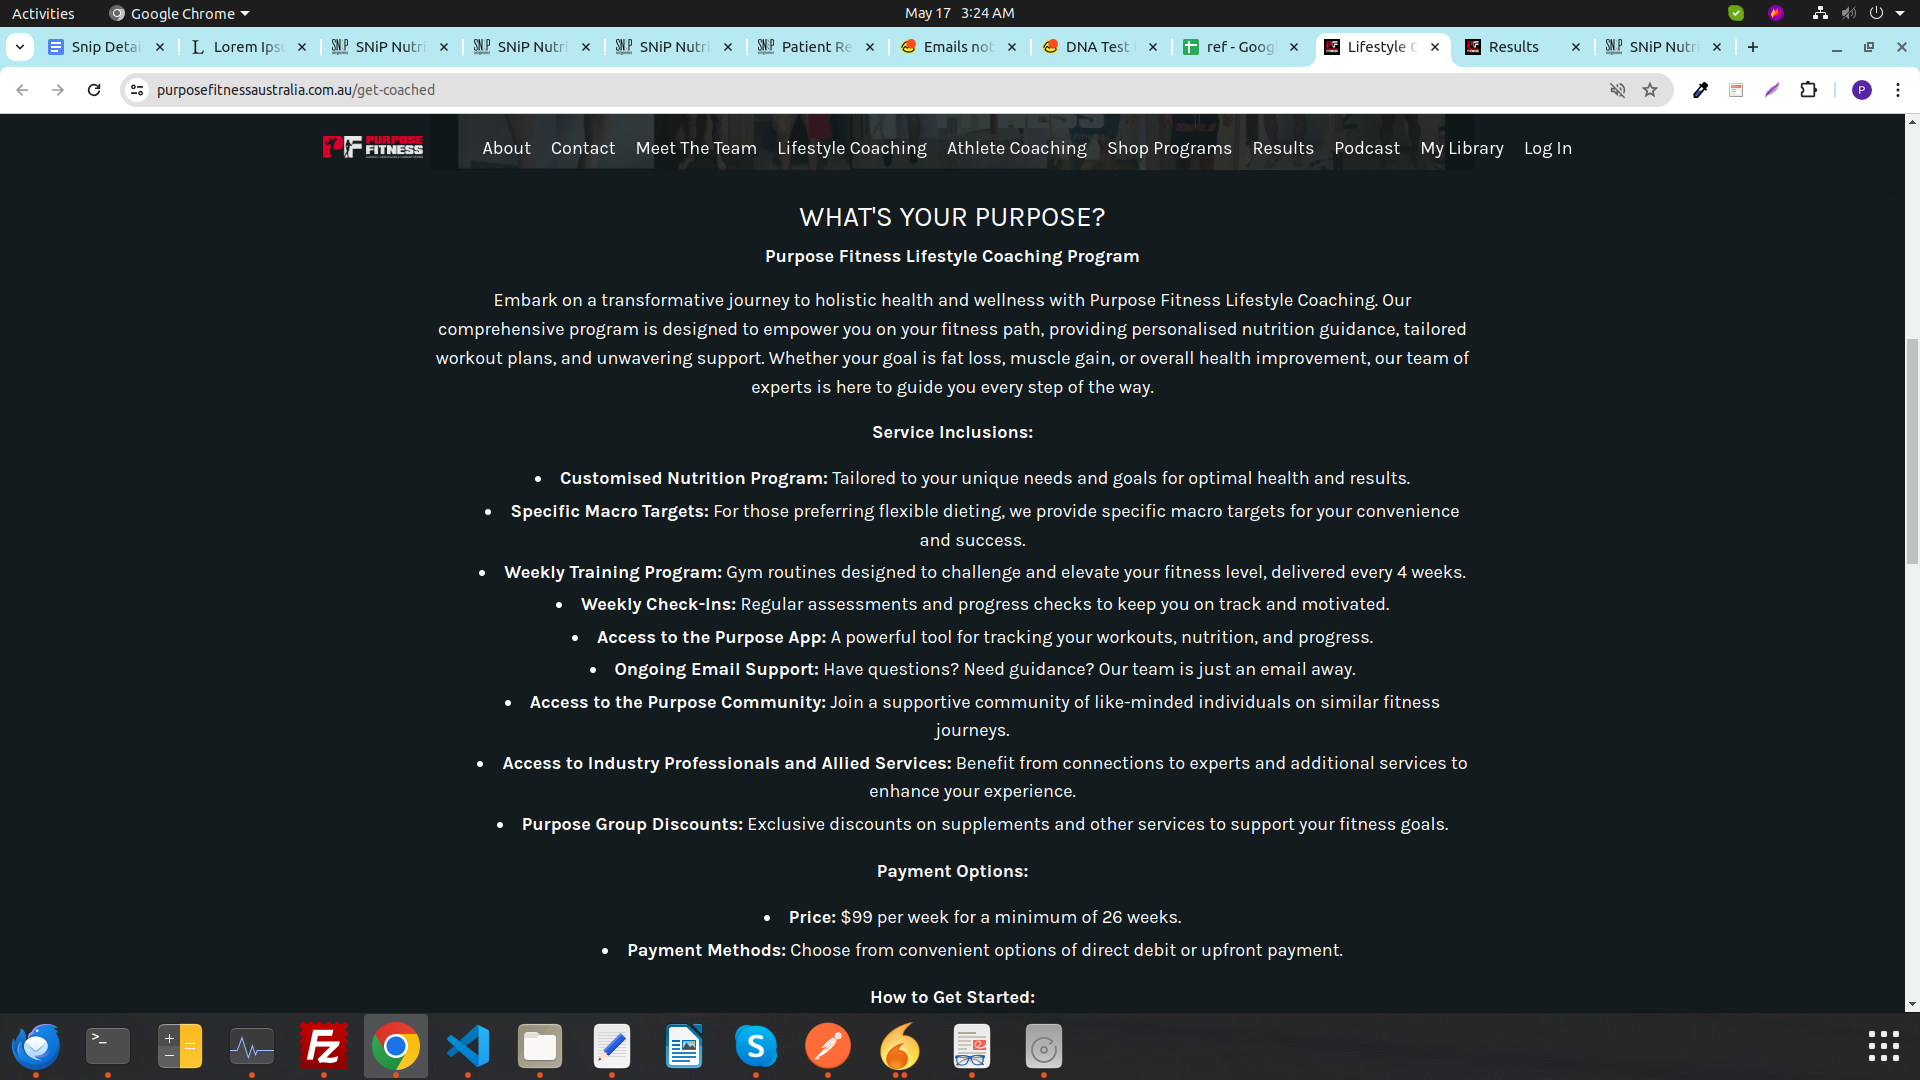 Activities
Google Chrome
May 17 3:24 AM
Snip Detai
Lorem Ips
SNiP Nutri
SNiP Nutri
SNiP Nutri
Patient Re
Emails not
DNA Test
ref - Goog
Lifestyle C
Results
SNiP Nutri
purposefitnessaustralia.com.au/get-coached
P
PURPOSE
FITNESS
About
Contact
Meet The Team
Lifestyle Coaching
Athlete Coaching
Shop Programs
Results
Podcast
My Library
Log In
WHAT'S YOUR PURPOSE?
Purpose Fitness Lifestyle Coaching Program
Embark on a transformative journey to holistic health and wellness with Purpose Fitness Lifestyle Coaching. Our
comprehensive program is designed to empower you on your fitness path, providing personalised nutrition guidance, tailored
workout plans, and unwavering support. Whether your goal is fat loss, muscle gain, or overall health improvement, our team of
experts is here to guide you every step of the way.
Service Inclusions:
• Customised Nutrition Program: Tailored to your unique needs and goals for optimal health and results.
• Specific Macro Targets: For those preferring flexible dieting, we provide specific macro targets for your convenience
and success.
• Weekly Training Program: Gym routines designed to challenge and elevate your fitness level, delivered every 4 weeks.
• Weekly Check-Ins: Regular assessments and progress checks to keep you on track and motivated.
• Access to the Purpose App: A powerful tool for tracking your workouts, nutrition, and progress.
• Ongoing Email Support: Have questions? Need guidance? Our team is just an email away.
• Access to the Purpose Community: Join a supportive community of like-minded individuals on similar fitness
journeys.
• Access to Industry Professionals and Allied Services: Benefit from connections to experts and additional services to
enhance your experience.
• Purpose Group Discounts: Exclusive discounts on supplements and other services to support your fitness goals.
Payment Options:
• Price: $99 per week for a minimum of 26 weeks.
• Payment Methods: Choose from convenient options of direct debit or upfront payment.
How to Get Started: